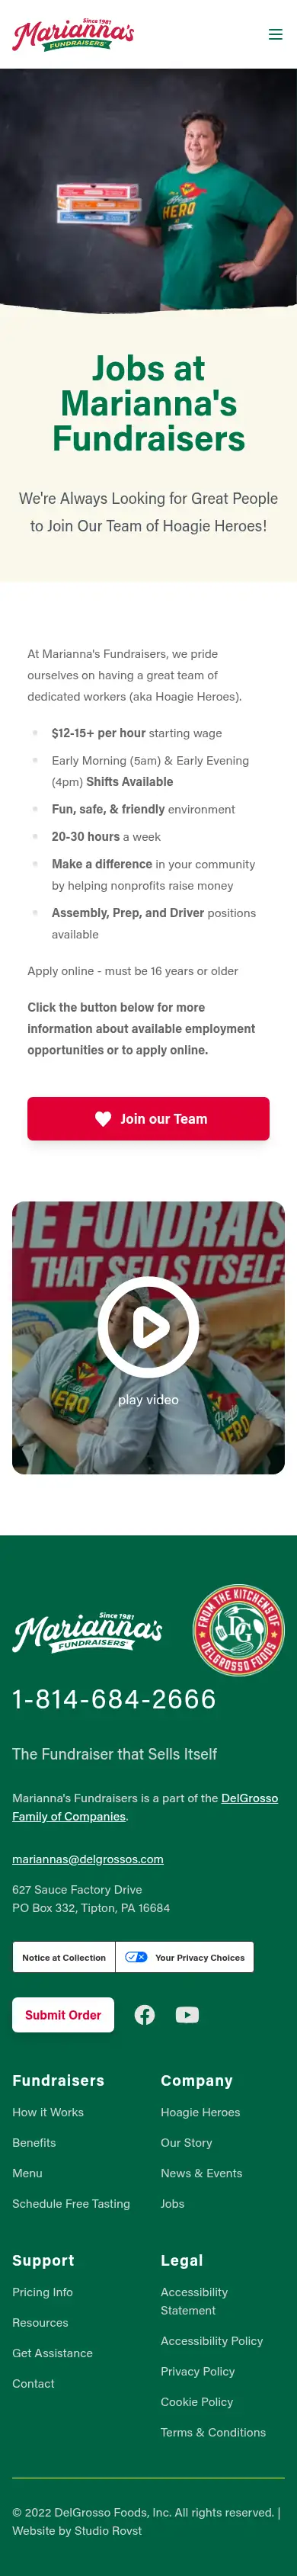 Since 1981
Marianna's
FUNDRAISERS®
HERO
Jobs at
Marianna's
Fundraisers
We're Always Looking for Great People
to Join Our Team of Hoagie Heroes!
At Marianna's Fundraisers, we pride
ourselves on having a great team of
dedicated workers (aka Hoagie Heroes).
$12-15+ per hour starting wage
Early Morning (5am) & Early Evening
(4pm) Shifts Available
Fun, safe, & friendly environment
20-30 hours a week
Make a difference in your community
by helping nonprofits raise money
Assembly, Prep, and Driver positions
available
Apply online - must be 16 years or older
Click the button below for more
information about available employment
opportunities or to apply online.
Join our Team
THE FUNDRAIS
THAT SELLS ITSELF
play video
HERO
Hoagie
HERO
Since 1981
Marianna's
FUNDRAISERS®
FROM THE KITCHENS
OF
DG
DELGROSSO FOODS
1-814-684-2666
The Fundraiser that Sells Itself
Marianna's Fundraisers is a part of the DelGrosso
Family of Companies.
mariannas@delgrossos.com
627 Sauce Factory Drive
PO Box 332, Tipton, PA 16684
Notice at Collection Your Privacy Choices
Submit Order
Fundraisers
How it Works
Benefits
Menu
Schedule Free Tasting
Company
Hoagie Heroes
Our Story
News & Events
Jobs
Support
Pricing Info
Resources
Get Assistance
Contact
Legal
Accessibility
Statement
Accessibility Policy
Privacy Policy
Cookie Policy
Terms & Conditions
© 2022 DelGrosso Foods, Inc. All rights reserved. |
Website by Studio Rovst